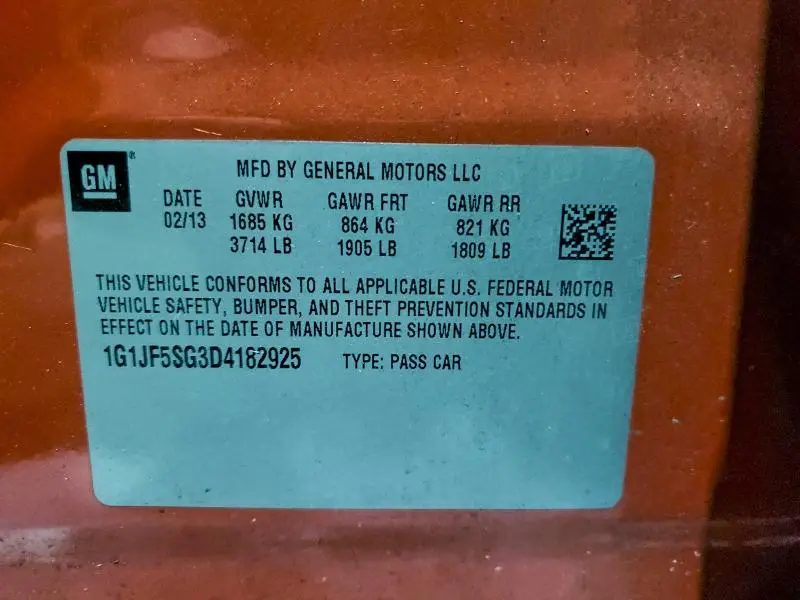 GM®
MFD BY GENERAL MOTORS LLC
DATE GVWR GAWR FRT GAWR RR
02/13 1685 KG 864 KG 821 KG
3714 LB 1905 LB 1809 LB
THIS VEHICLE CONFORMS TO ALL APPLICABLE U.S. FEDERAL MOTOR
VEHICLE SAFETY, BUMPER, AND THEFT PREVENTION STANDARDS IN
EFFECT ON THE DATE OF MANUFACTURE SHOWN ABOVE.
1G1JF5SG3D4182925 TYPE: PASS CAR